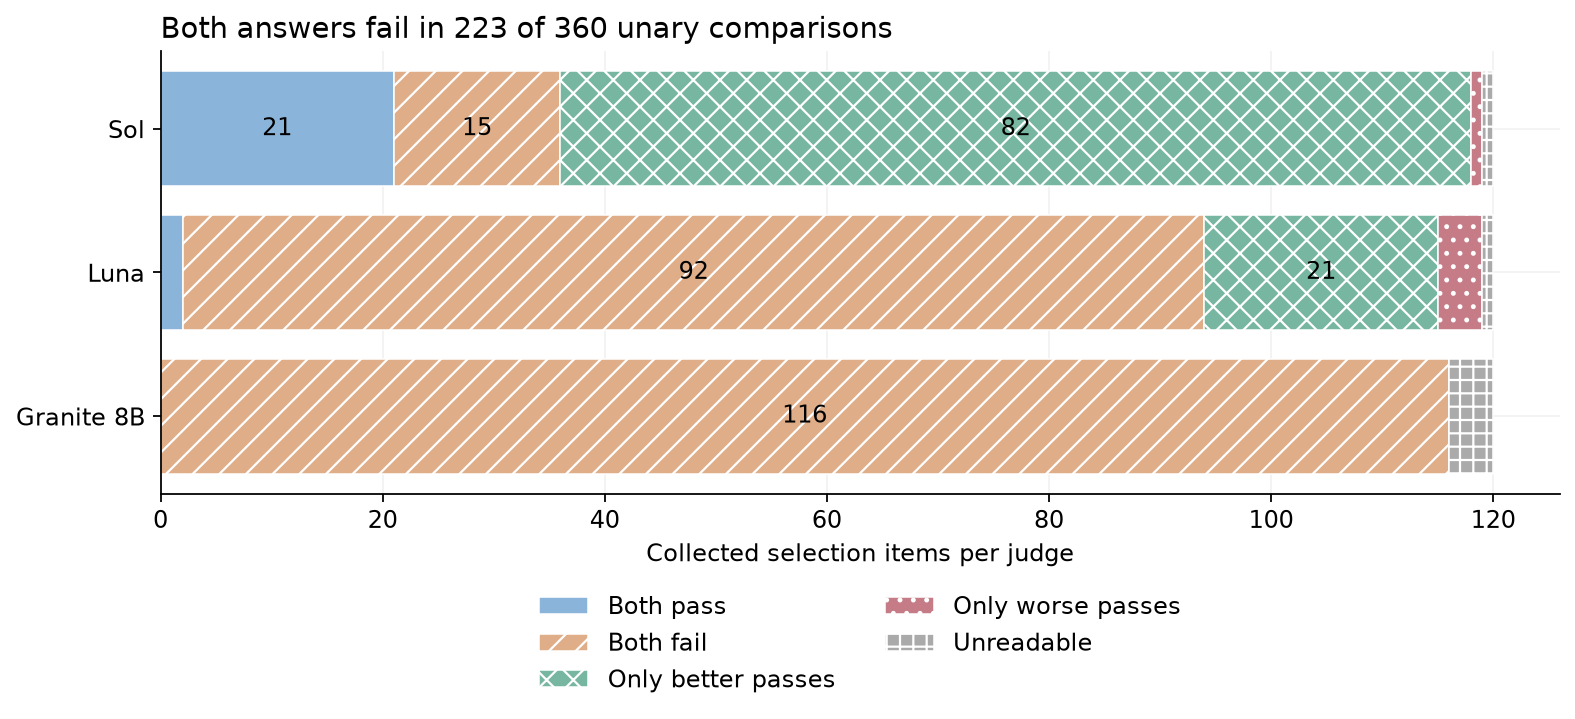 Both answers fail in 223 of 360 unary comparisons
Sol
21
15
82
Luna
92
21
Granite 8B
116
0 20 40 60 80 100 120
Collected selection items per judge
Both pass
Both fail
Only better passes
Only worse passes
Unreadable